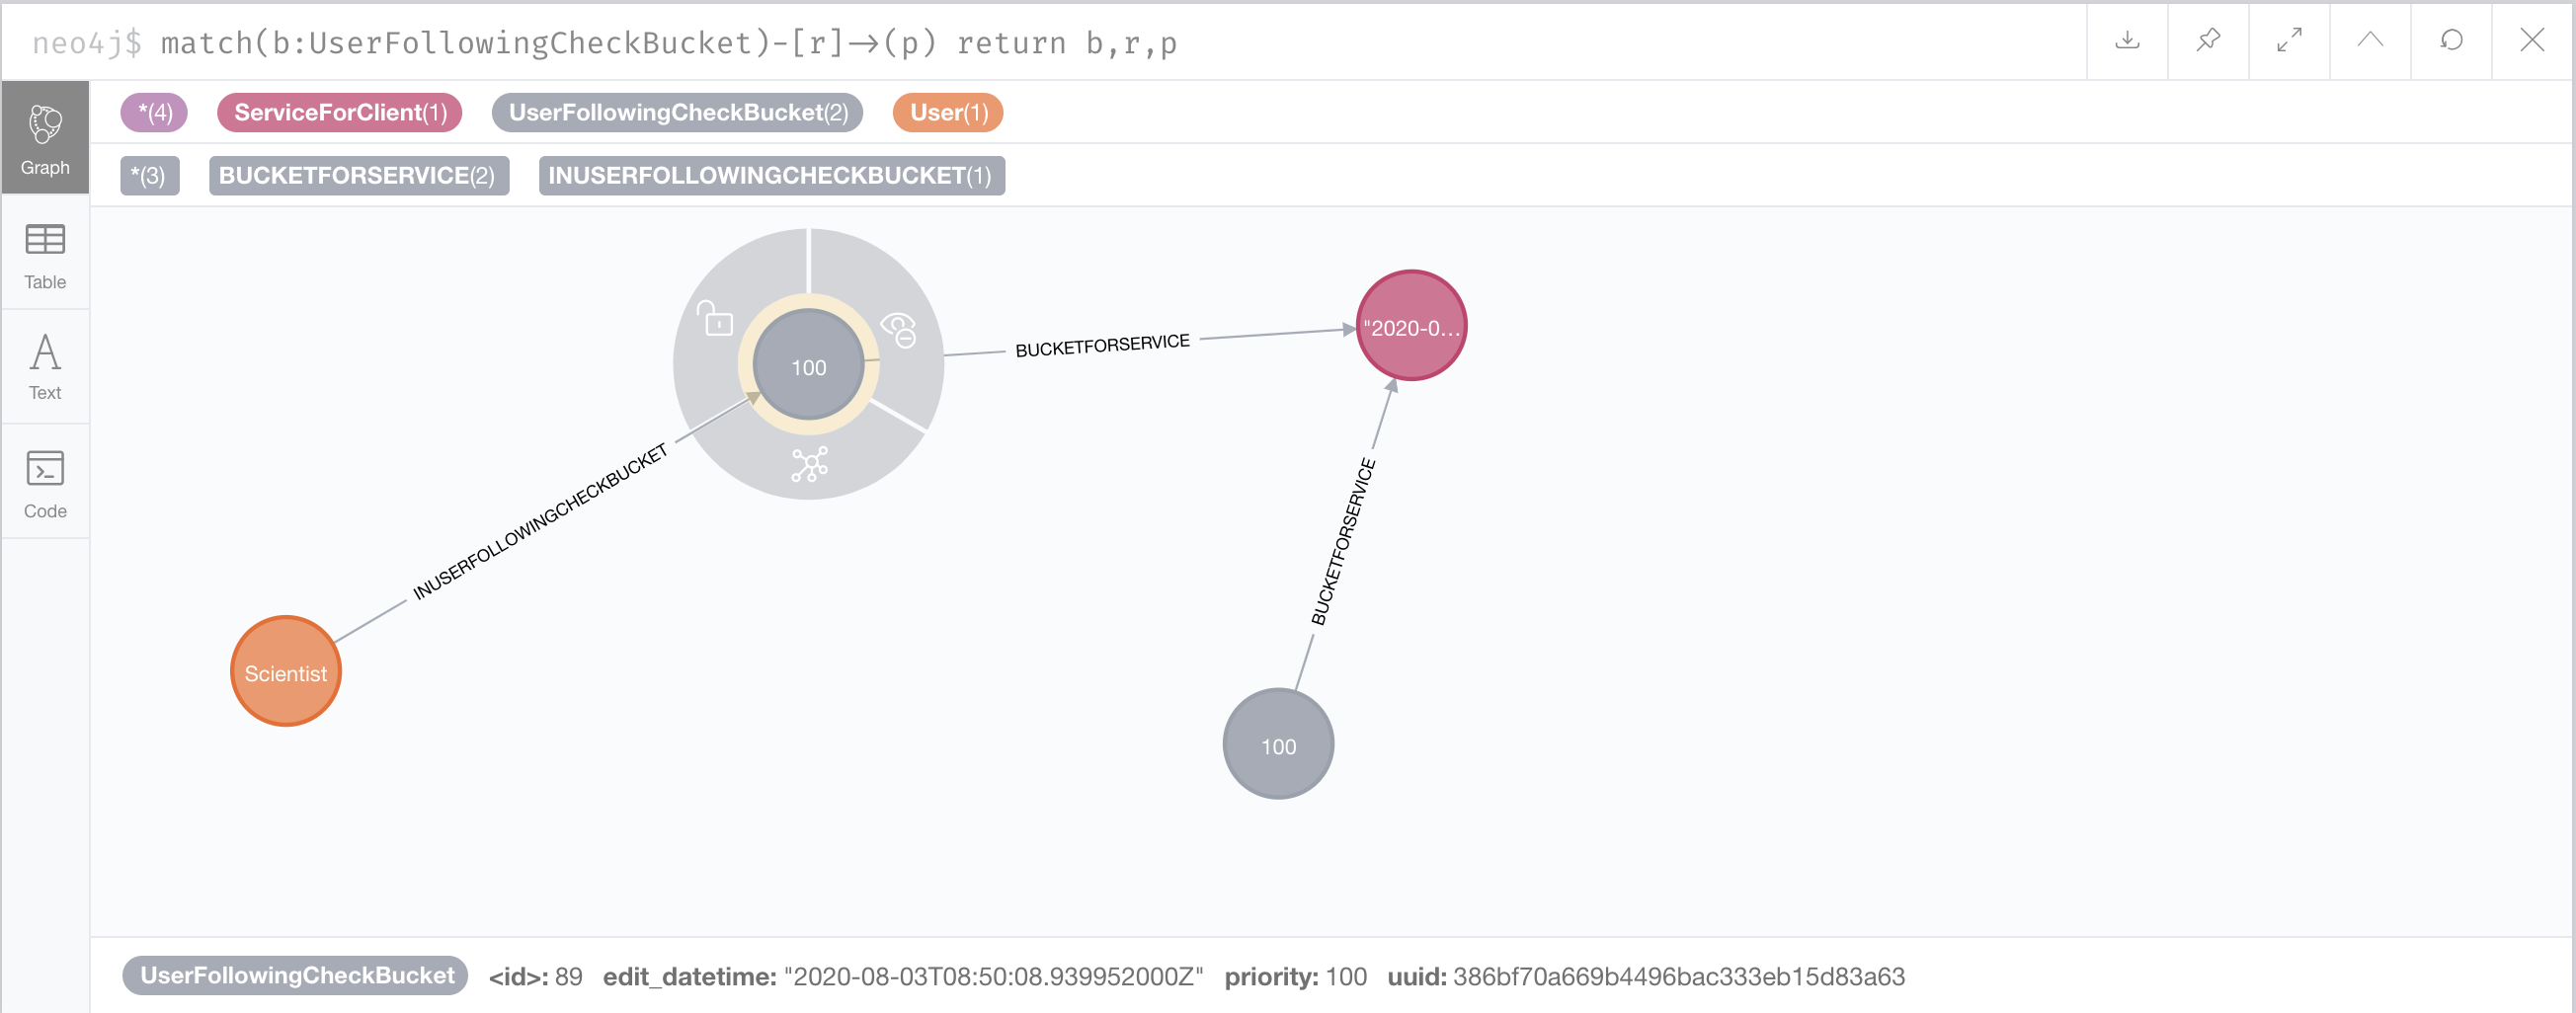 neo4j$ match(b:UserFollowingCheckBucket)-[r]→(p) return b,r,p
*(4) ServiceForClient(1) UserFollowingCheckBucket(2) User(1)
*(3) BUCKETFORSERVICE(2) INUSERFOLLOWINGCHECKBUCKET(1)
Graph
Table
Text
Code
100
BUCKETFORSERVICE
"2020-0...
INUSERFOLLOWINGCHECKBUCKET
BUCKETFORSERVICE
Scientist
100
UserFollowingCheckBucket <id>: 89 edit_datetime: "2020-08-03T08:50:08.939952000Z" priority: 100 uuid: 386bf70a669b4496bac333eb15d83a63